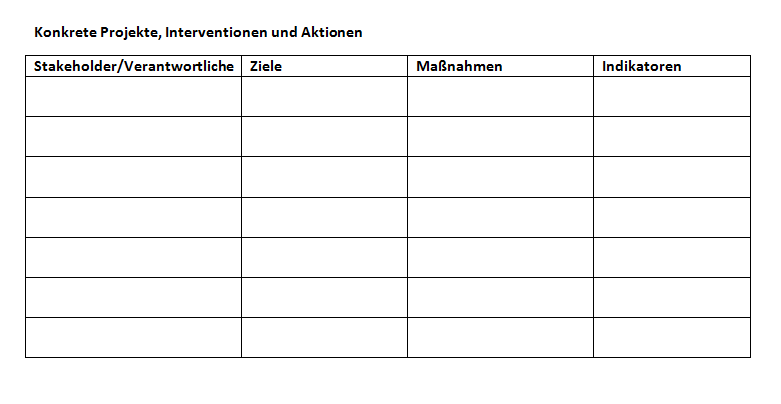 Konkrete Projekte, Interventionen und Aktionen
Stakeholder/Verantwortliche Ziele Maßnahmen Indikatoren